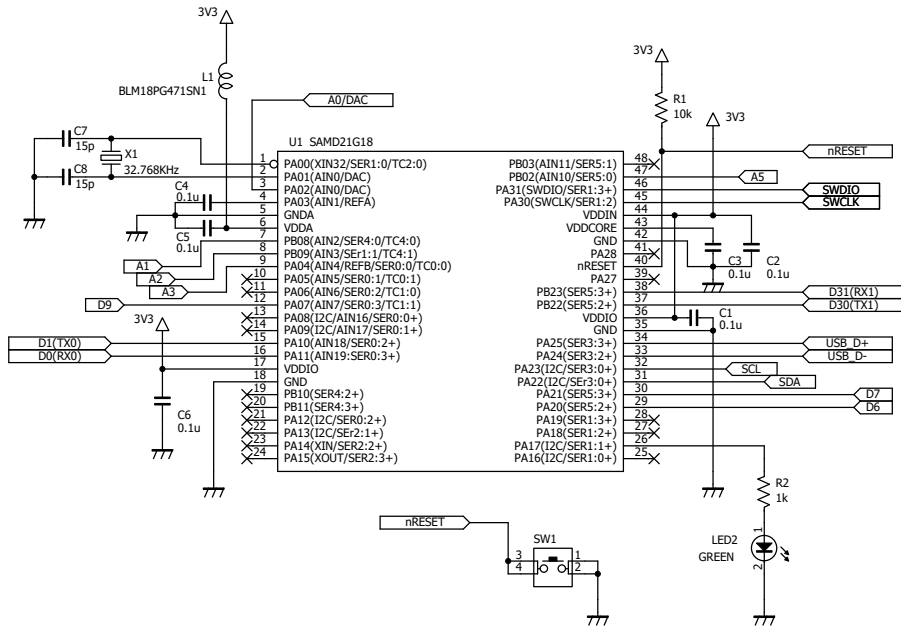 3V3
L1
BLM18PG471SN1
A0/DAC
3V3
R1
10k
3V3
nRESET
C7
15p
X1
32.768KHz
C8
15p
U1 SAMD21G18
1 PA00(XIN32/SER1:0/TC2:0)
2 PA01(AIN0/DAC)
3 PA02(AIN0/DAC)
4 PA03(AIN1/REFA)
5 GNDA
6 VDDA
7 PB08(AIN2/SER4:0/TC4:0)
8 PB09(AIN3/SEr1:1/TC4:1)
9 PA04(AIN4/REFB/SER0:0/TC0:0)
10 PA05(AIN5/SER0:1/TC0:1)
11 PA06(AIN6/SER0:2/TC1:0)
12 PA07(AIN7/SER0:3/TC1:1)
13 PA08(I2C/AIN16/SER0:0+)
14 PA09(I2C/AIN17/SER0:1+)
15 PA10(AIN18/SER0:2+)
16 PA11(AIN19:SER0:3+)
17 VDDIO
18 GND
19 PB10(SER4:2+)
20 PB11(SER4:3+)
21 PA12(I2C/SER0:2+)
22 PA13(I2C/SEr2:1+)
23 PA14(XIN/SER2:2+)
24 PA15(XOUT/SER2:3+)
PB03(AIN11/SER5:1) 48
PB02(AIN10/SER5:0) 47
PA31(SWDIO/SER1:3+) 46
PA30(SWCLK/SER1:2) 45
VDDIN 44
VDDCORE 43
GND 42
PA28 41
nRESET 40
PA27 39
PB23(SER5:3+) 38
PB22(SER5:2+) 37
VDDIO 36
GND 35
PA25(SER3:3+) 34
PA24(SER3:2+) 33
PA23(I2C/SER3:0+) 32
PA22(I2C/SEr3:0+) 31
PA21(SER5:3+) 30
PA20(SER5:2+) 29
PA19(SER1:3+) 28
PA18(SER1:2+) 27
PA17(I2C/SER1:1+) 26
PA16(I2C/SER1:0+) 25
C4
0.1u
C5
0.1u
A1
A2
A3
D9
3V3
D1(TX0)
D0(RX0)
C6
0.1u
A5
SWDIO
SWCLK
C3
0.1u
C2
0.1u
D31(RX1)
D30(TX1)
C1
0.1u
USB_D+
USB_D-
SCL
SDA
D7
D6
R2
1k
LED2
GREEN
1
2
nRESET
SW1
3
4
1
2